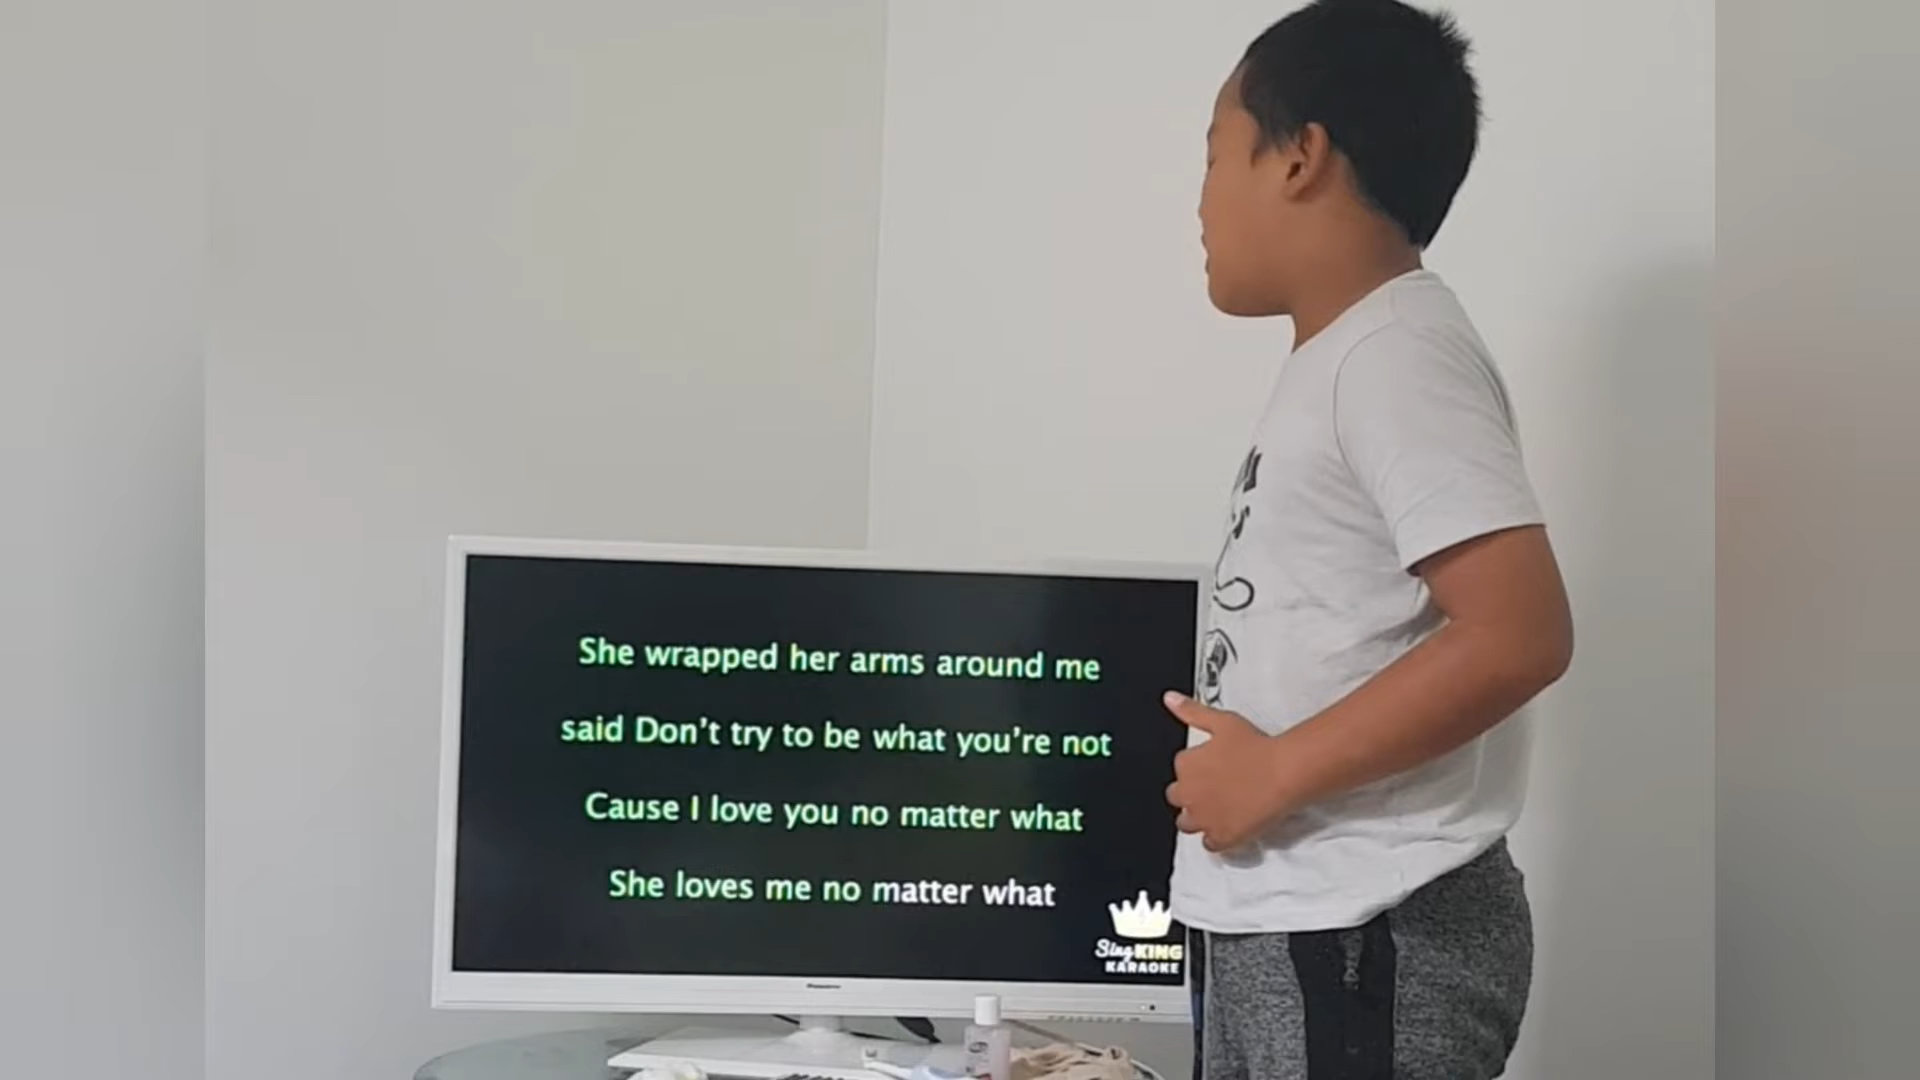 She wrapped her arms around me
said Don't try to be what you're not
Cause I love you no matter what
She loves me no matter what
Sing KING
KARAOKE